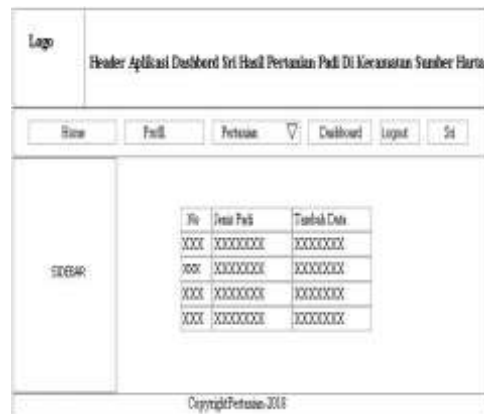 Logo
Header Aplikasi Dashbord Sri Hasil Pertanian Padi Di Kecamatan Sumber Harta
Home Profil Pertanian Dashboard Logout Sri
No Jenis Padi Tambah Data
XXX XXXXXXX XXXXXXX
XXX XXXXXXX XXXXXXX
SIDEBAR
XXX XXXXXXX XXXXXXX
XXX XXXXXXX XXXXXXX
Copyright Pertanian 2018